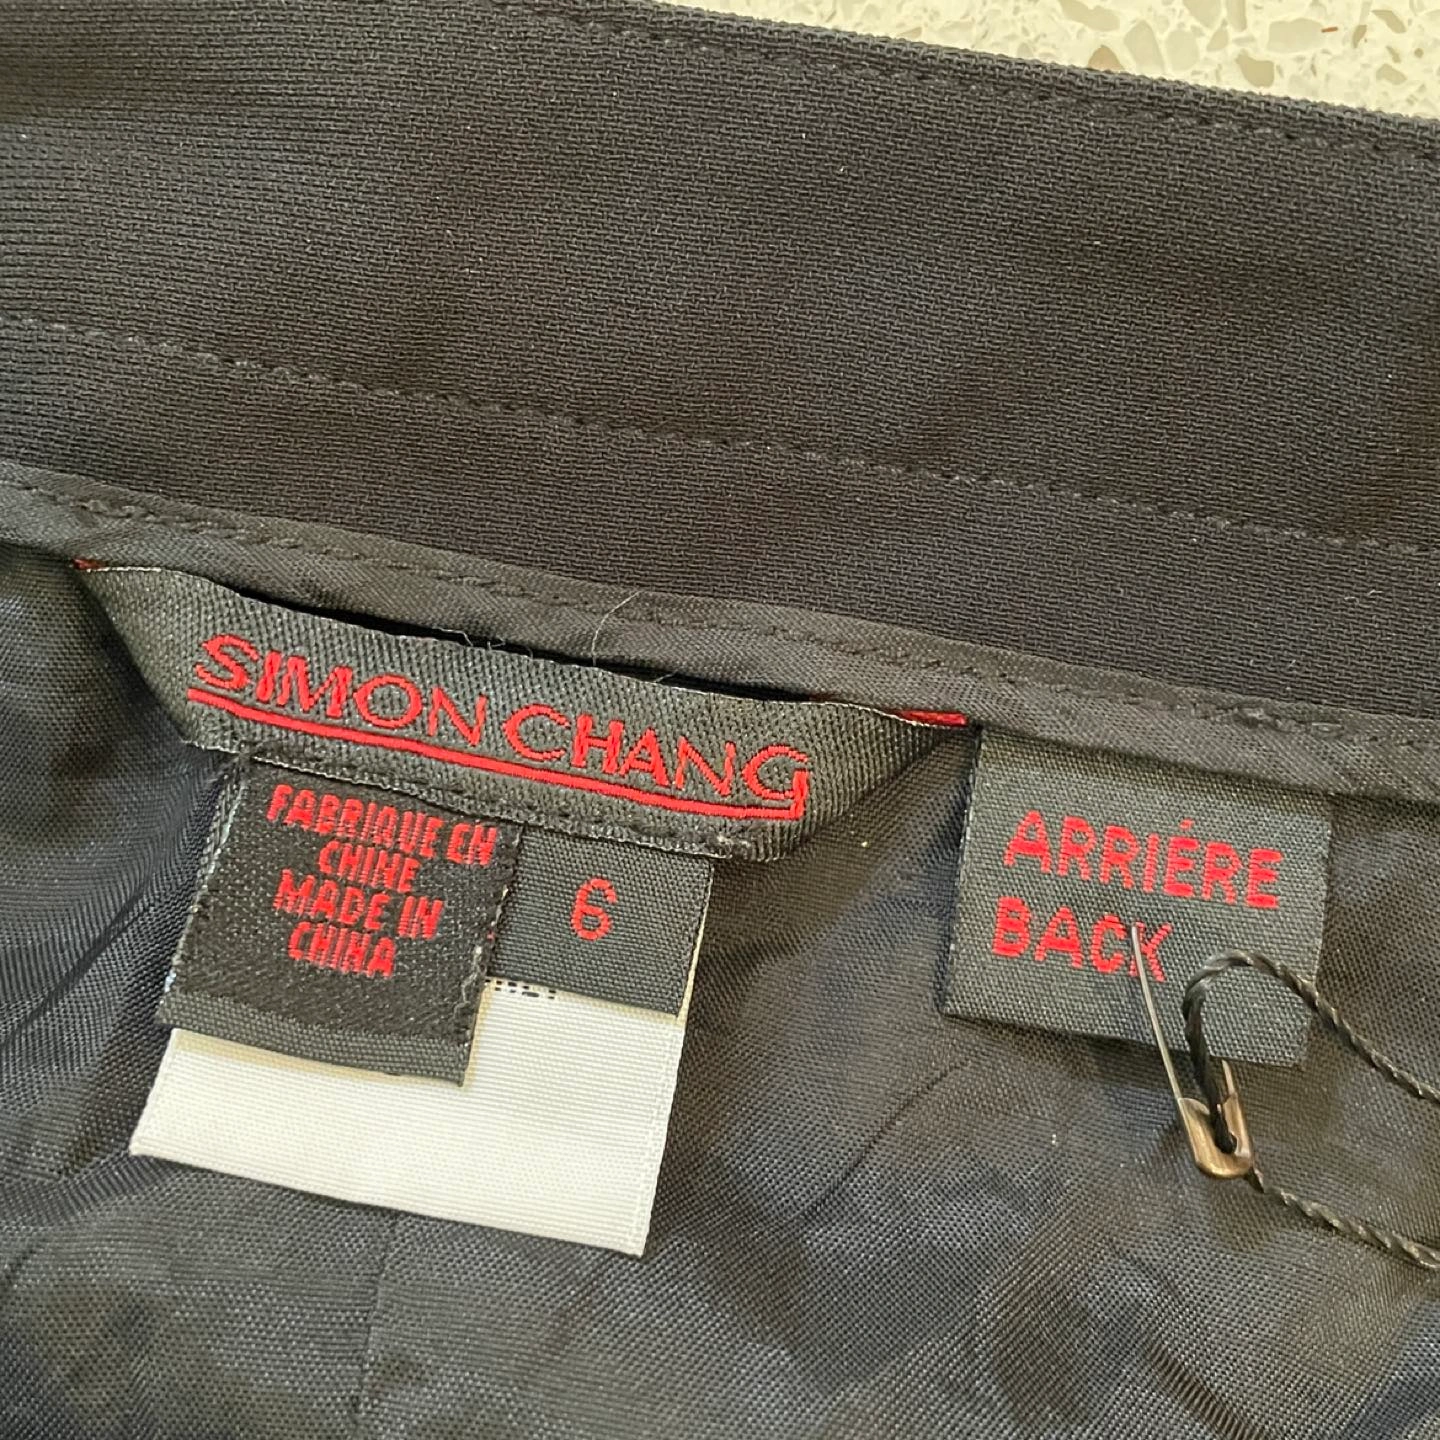 SIMON CHANG
FABRIQUE EN
CHINE
MADE IN
CHINA
6
ARRIÉRE
BACK